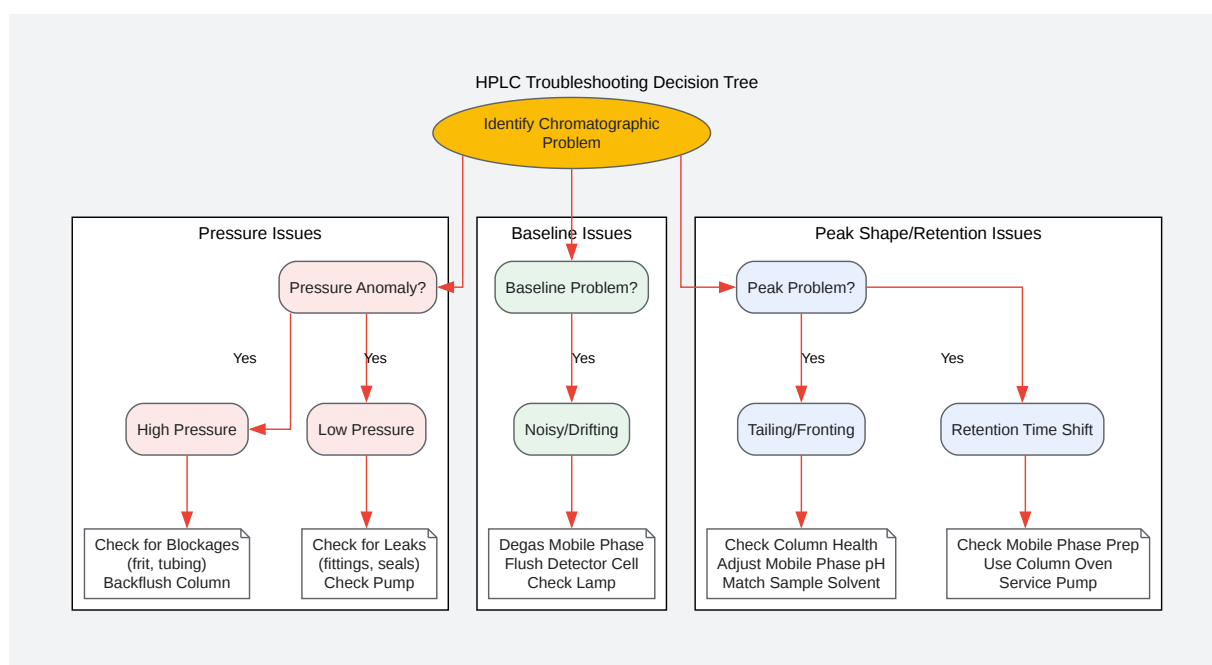 HPLC Troubleshooting Decision Tree
Identify Chromatographic
Problem
Pressure Issues
Pressure Anomaly?
Yes
Yes
High Pressure
Low Pressure
Check for Blockages
(frit, tubing)
Backflush Column
Check for Leaks
(fittings, seals)
Check Pump
Baseline Issues
Baseline Problem?
Yes
Noisy/Drifting
Degas Mobile Phase
Flush Detector Cell
Check Lamp
Peak Shape/Retention Issues
Peak Problem?
Yes
Yes
Tailing/Fronting
Retention Time Shift
Check Column Health
Adjust Mobile Phase pH
Match Sample Solvent
Check Mobile Phase Prep
Use Column Oven
Service Pump